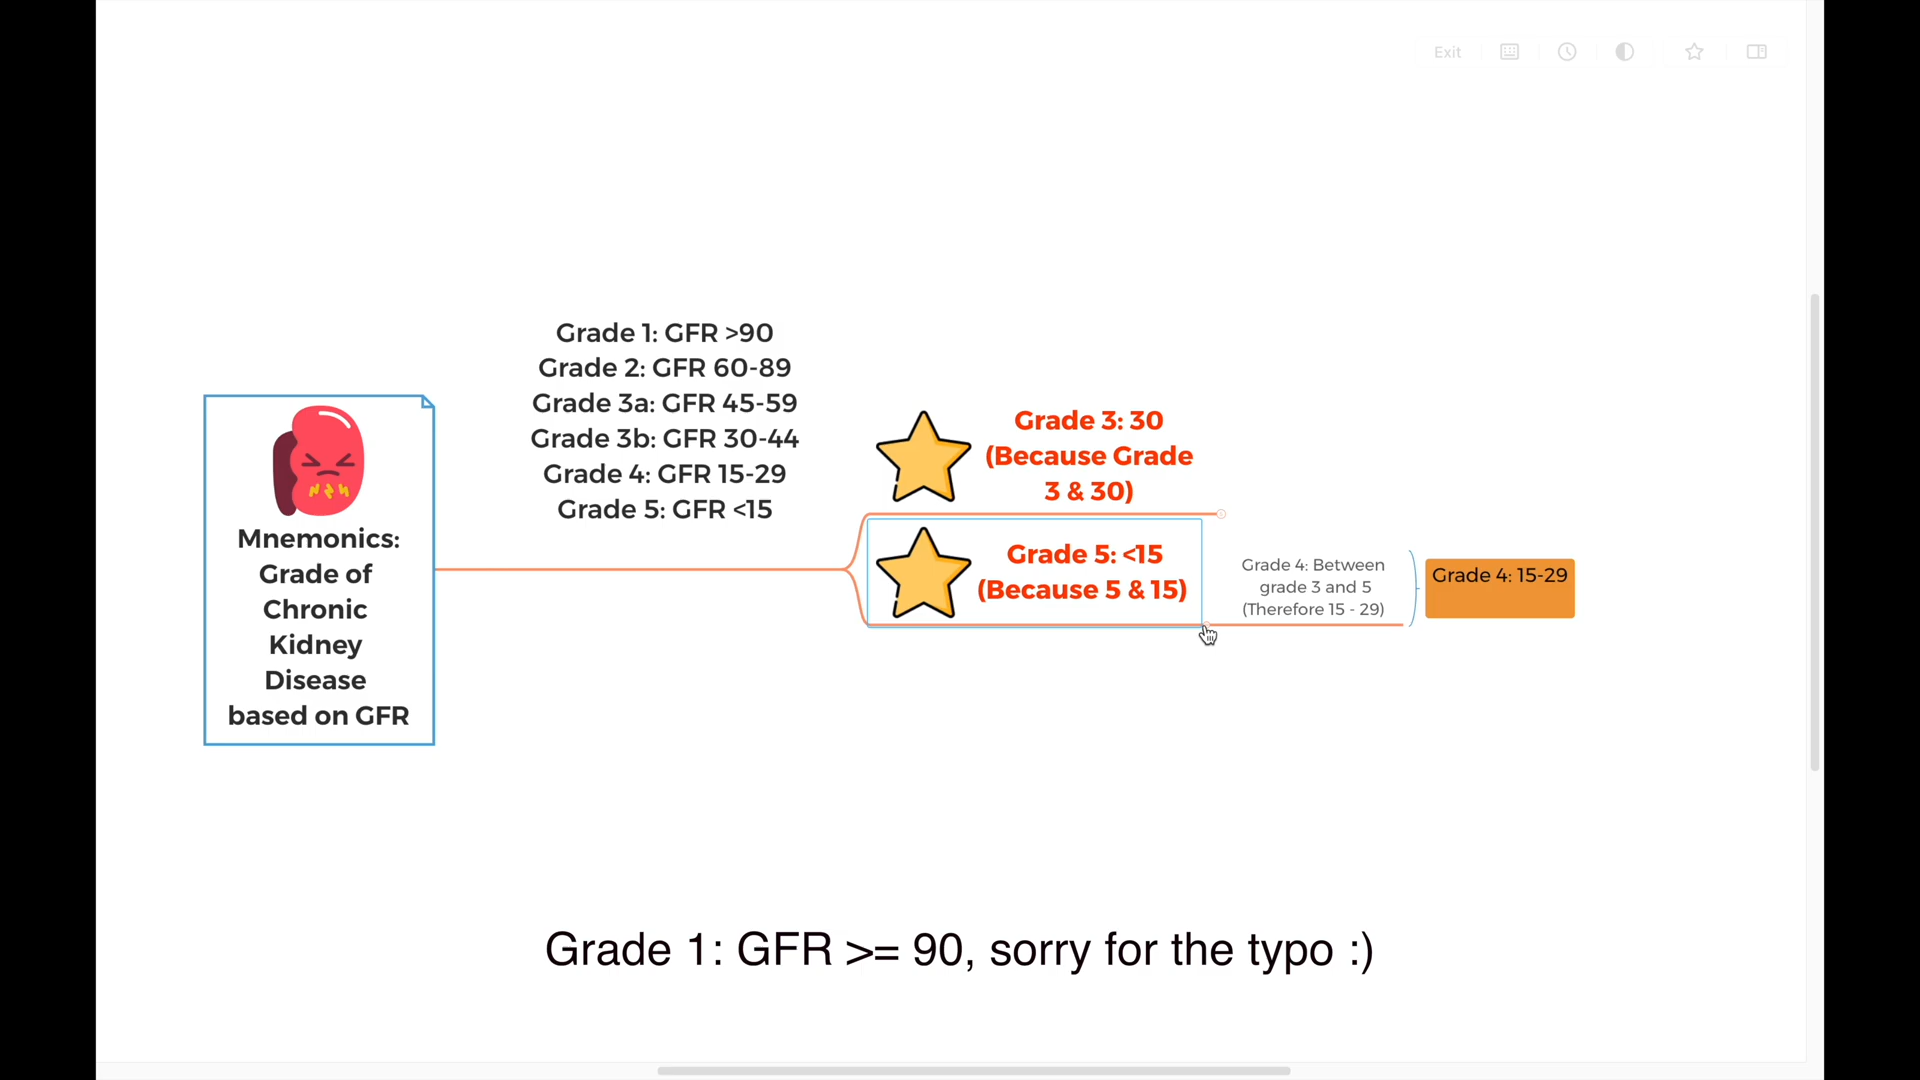 Exit
Grade 1: GFR >90
Grade 2: GFR 60-89
Grade 3a: GFR 45-59
Grade 3b: GFR 30-44
Grade 4: GFR 15-29
Grade 5: GFR <15
Mnemonics:
Grade of
Chronic
Kidney
Disease
based on GFR
Grade 3: 30
(Because Grade
3 & 30)
Grade 5: <15
(Because 5 & 15)
Grade 4: Between
grade 3 and 5
(Therefore 15 - 29)
Grade 4: 15-29
Grade 1: GFR >= 90, sorry for the typo :)